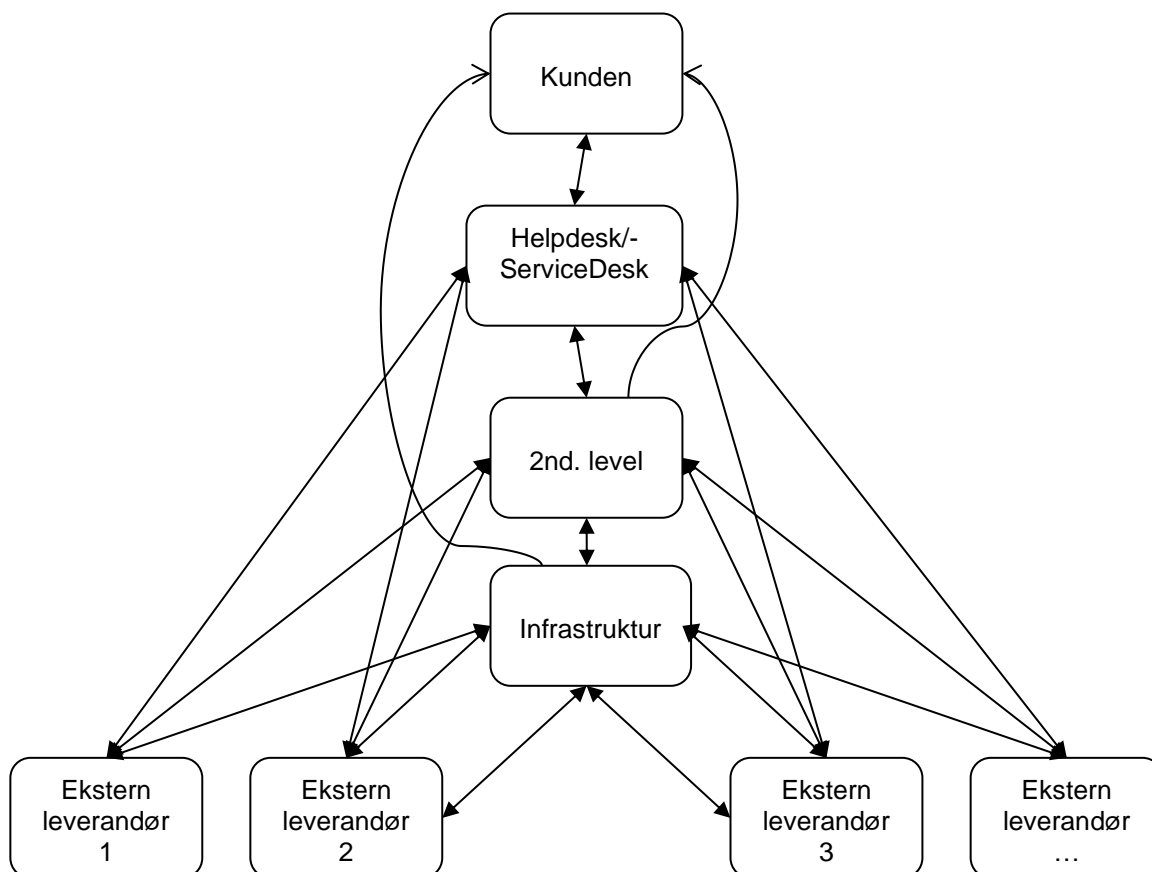 Kunden
Helpdesk/-
ServiceDesk
2nd. level
Infrastruktur
Ekstern
leverandør
1
Ekstern
leverandør
2
Ekstern
leverandør
3
Ekstern
leverandør
…